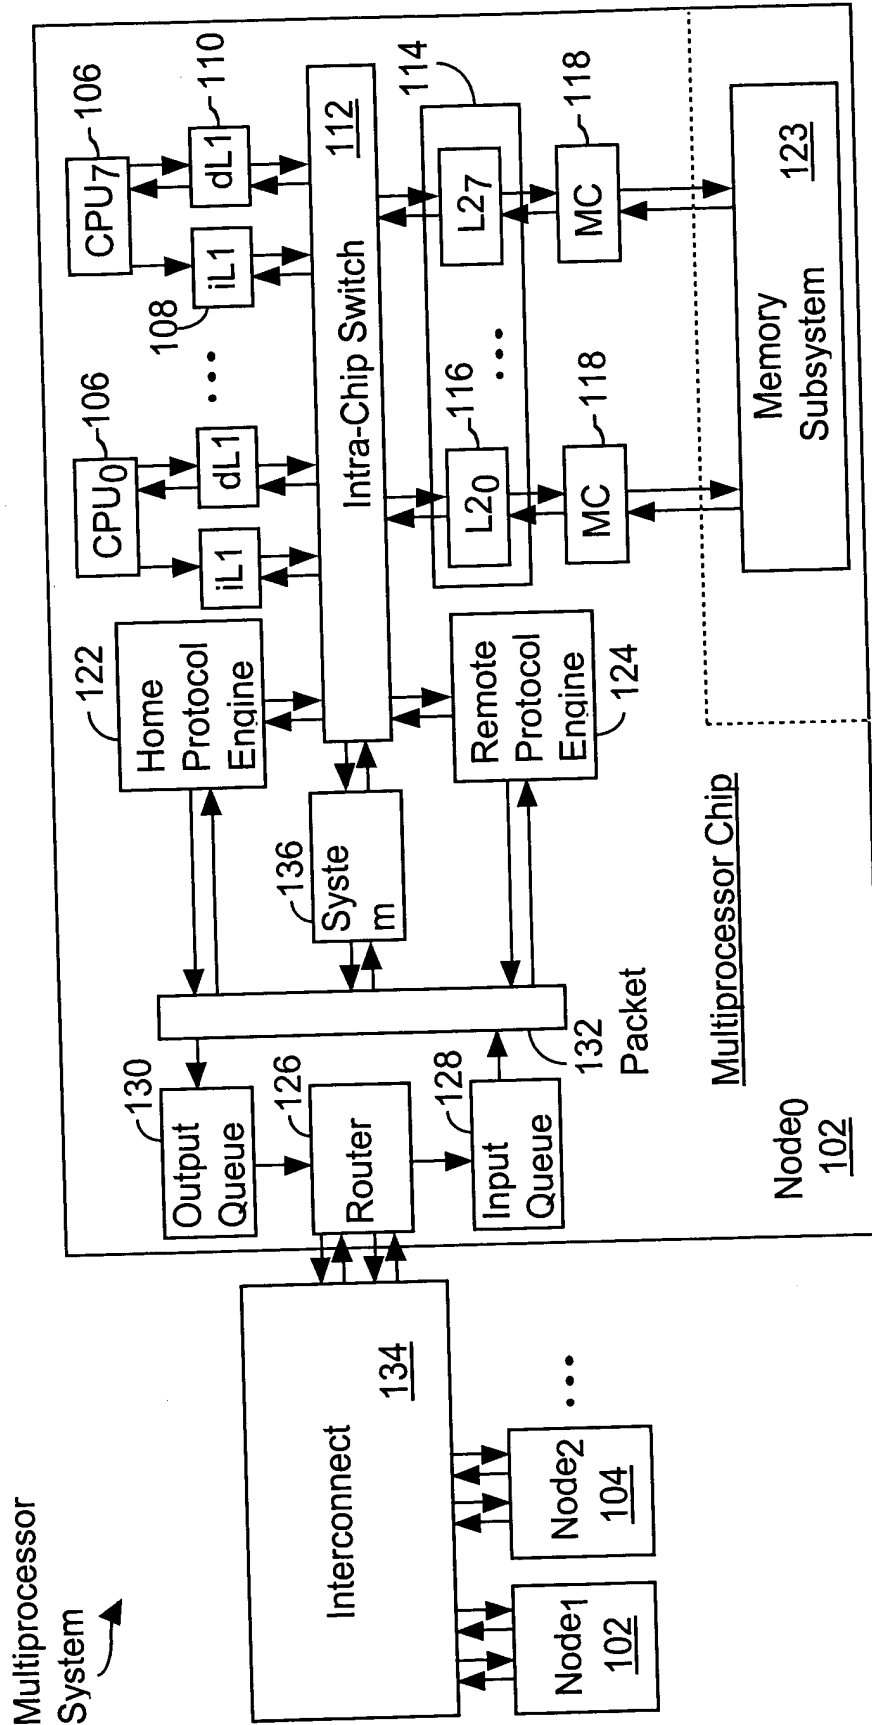 Multiprocessor
System
Interconnect
134
Node1
102
Node2
104
...
130
Output
Queue
126
Router
128
Input
Queue
132
Packet
122
Home
Protocol
Engine
136
Syste
m
Remote
Protocol
Engine
124
CPU0
106
iL1
dL1
...
CPU7
106
iL1
108
dL1
110
Intra-Chip Switch
112
114
L20
116
...
L27
MC
118
MC
118
Memory
Subsystem
123
Multiprocessor Chip
Node0
102